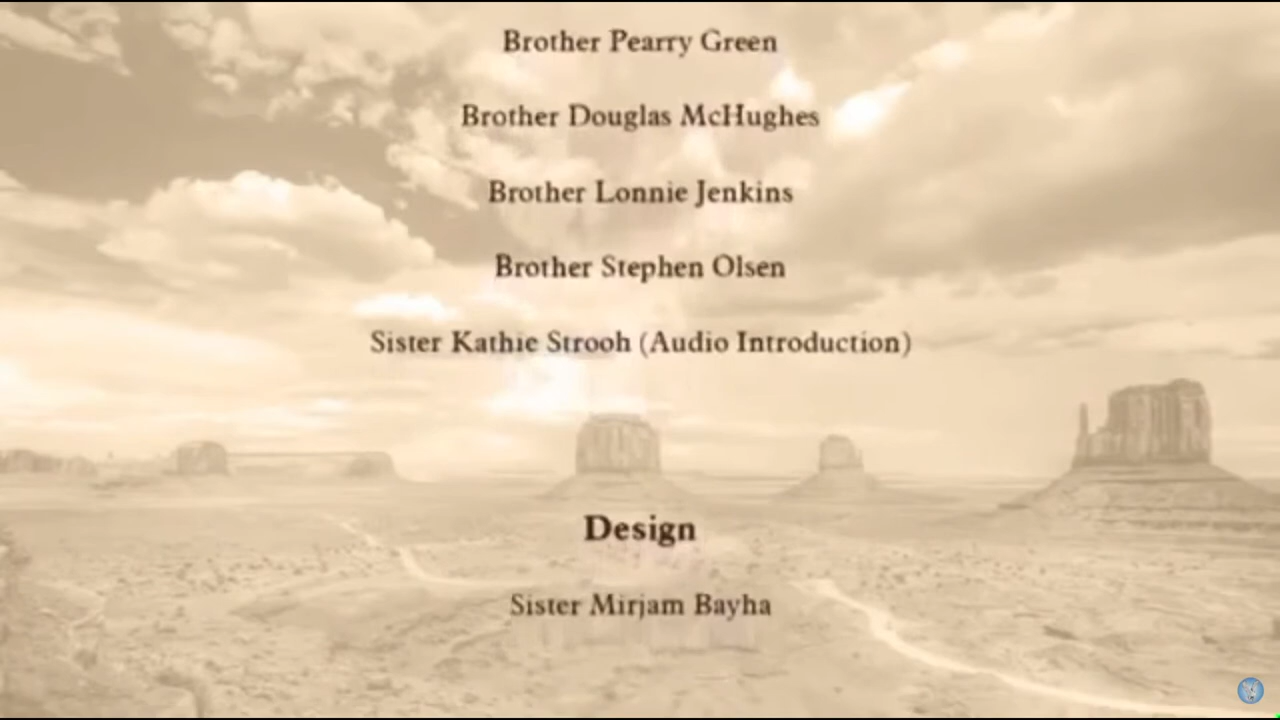 Brother Pearry Green
Brother Douglas McHughes
Brother Lonnie Jenkins
Brother Stephen Olsen
Sister Kathie Strooh (Audio Introduction)
Design
Sister Mirjam Bayha